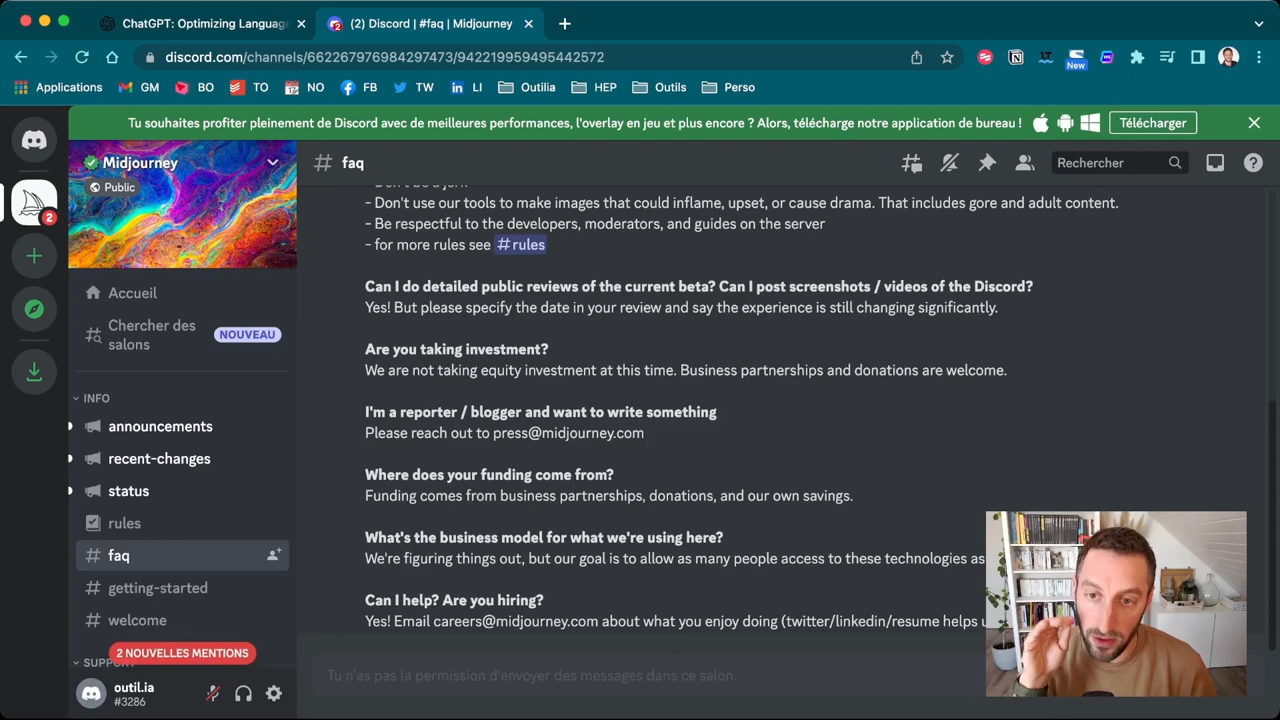 ChatGPT: Optimizing Language
(2) Discord | #faq | Midjourney
discord.com/channels/662267976984297473/942219959495442572
New
Applications
GM
BO
TO
NO
FB
TW
LI
Outilia
HEP
Outils
Perso
Tu souhaites profiter pleinement de Discord avec de meilleures performances, l'overlay en jeu et plus encore ? Alors, télécharge notre application de bureau !
Télécharger
Midjourney
Public
2
Accueil
Chercher des
salons
NOUVEAU
INFO
announcements
recent-changes
status
rules
faq
getting-started
welcome
2 NOUVELLES MENTIONS
outil.ia
#3286
faq
Rechercher
- Don't be a jerk
- Don't use our tools to make images that could inflame, upset, or cause drama. That includes gore and adult content.
- Be respectful to the developers, moderators, and guides on the server
- for more rules see #rules
Can I do detailed public reviews of the current beta? Can I post screenshots / videos of the Discord?
Yes! But please specify the date in your review and say the experience is still changing significantly.
Are you taking investment?
We are not taking equity investment at this time. Business partnerships and donations are welcome.
I'm a reporter / blogger and want to write something
Please reach out to press@midjourney.com
Where does your funding come from?
Funding comes from business partnerships, donations, and our own savings.
What's the business model for what we're using here?
We're figuring things out, but our goal is to allow as many people access to these technologies as
Can I help? Are you hiring?
Yes! Email careers@midjourney.com about what you enjoy doing (twitter/linkedin/resume helps
Tu n'as pas la permission d'envoyer des messages dans ce salon.